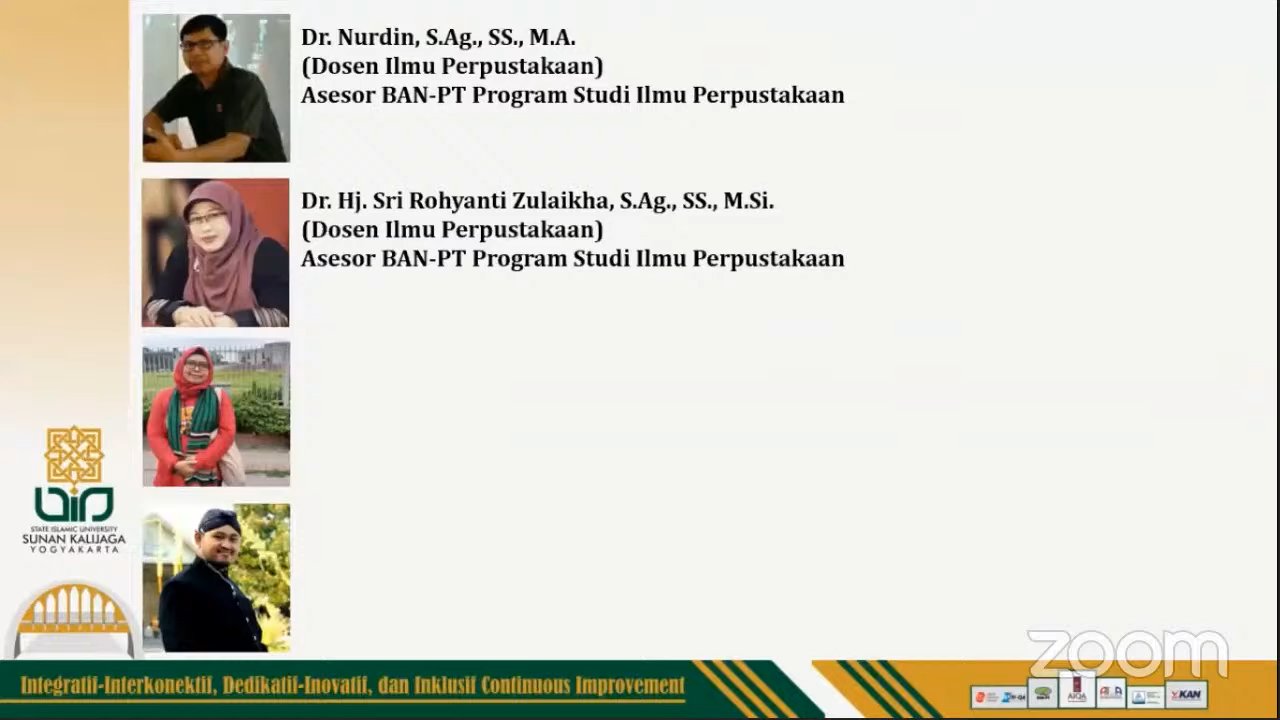 Dr. Nurdin, S.Ag., SS., M.A.
(Dosen Ilmu Perpustakaan)
Asesor BAN-PT Program Studi Ilmu Perpustakaan
Dr. Hj. Sri Rohyanti Zulaikha, S.Ag., SS., M.Si.
(Dosen Ilmu Perpustakaan)
Asesor BAN-PT Program Studi Ilmu Perpustakaan
uin
STATE ISLAMIC UNIVERSITY
SUNAN KALIJAGA
YOGYAKARTA
zoom
Integratif-Interkonektif, Dedikatif-Inovatif, dan Inklusif Continuous Improvement
KAN